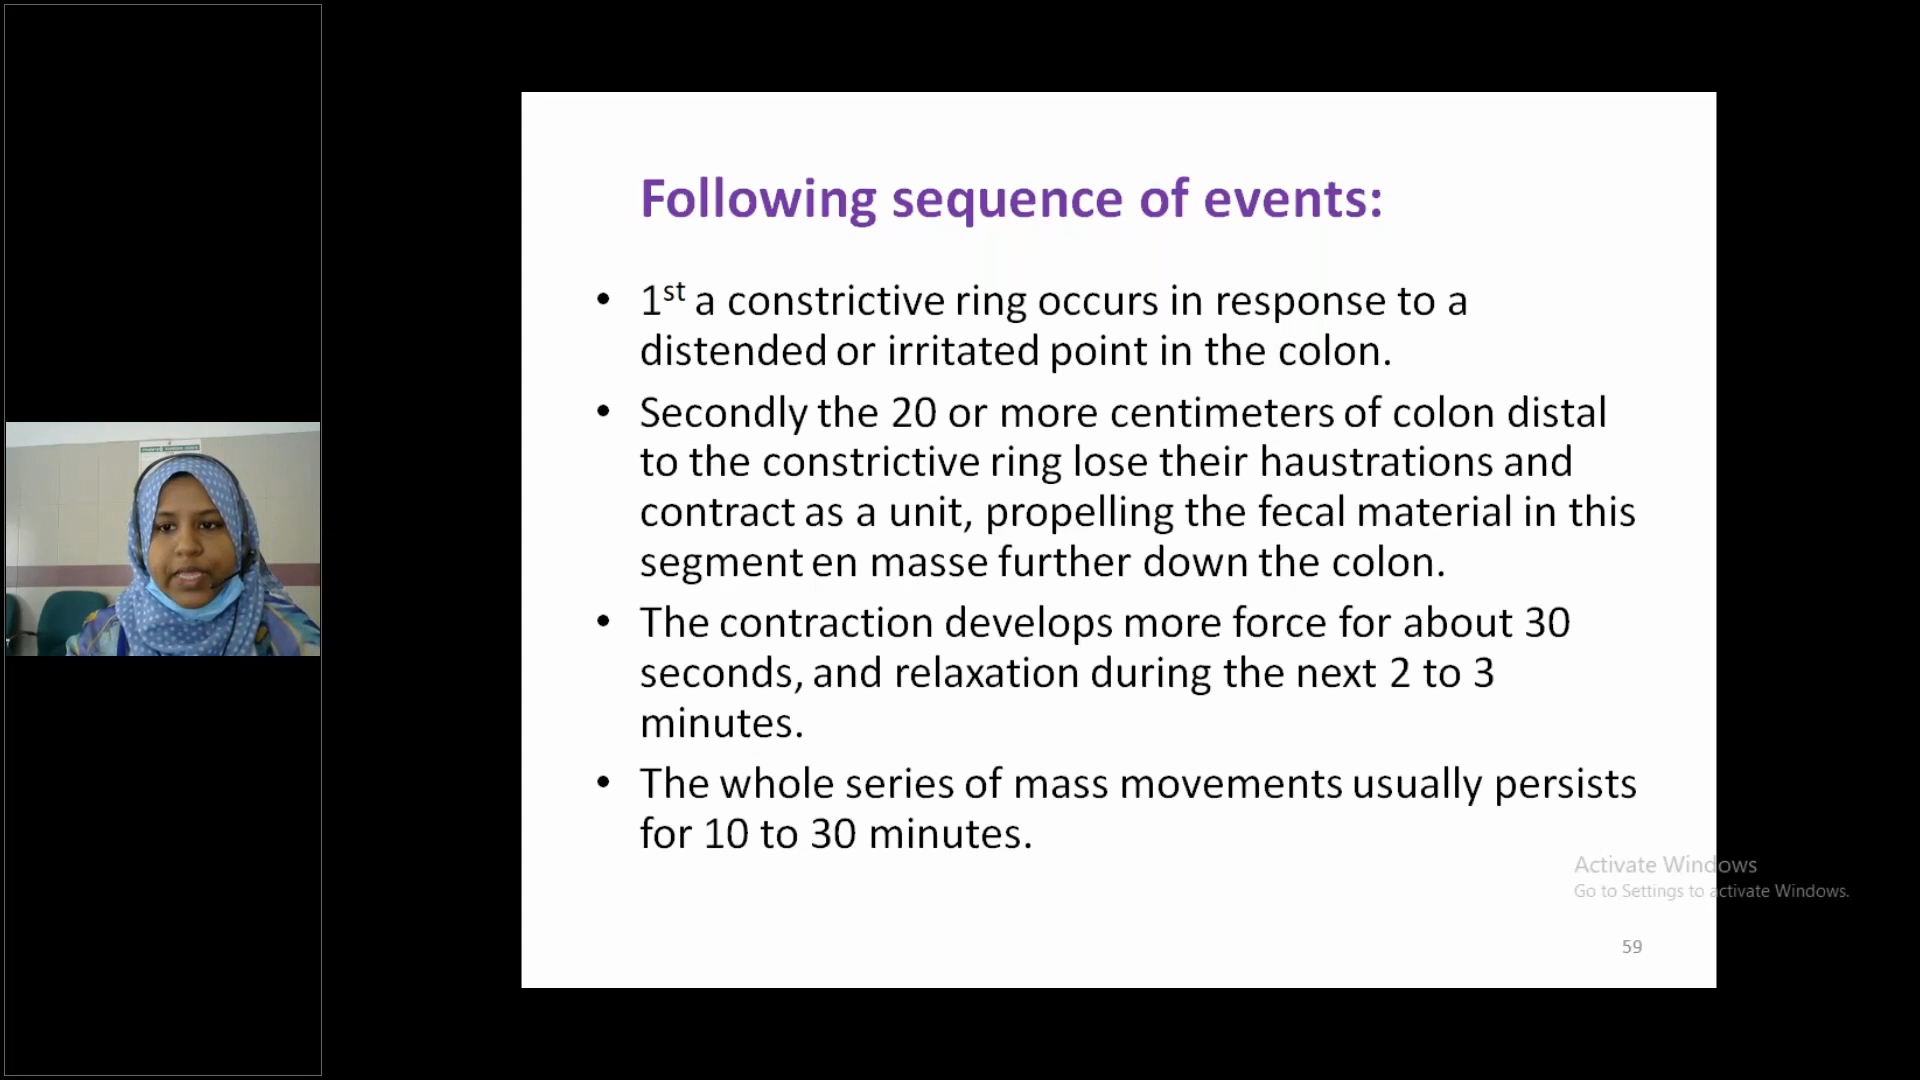 Following sequence of events:
• 1st a constrictive ring occurs in response to a
distended or irritated point in the colon.
• Secondly the 20 or more centimeters of colon distal
to the constrictive ring lose their haustrations and
contract as a unit, propelling the fecal material in this
segment en masse further down the colon.
• The contraction develops more force for about 30
seconds, and relaxation during the next 2 to 3
minutes.
• The whole series of mass movements usually persists
for 10 to 30 minutes.
Activate Windows
Go to Settings to activate Windows.
59